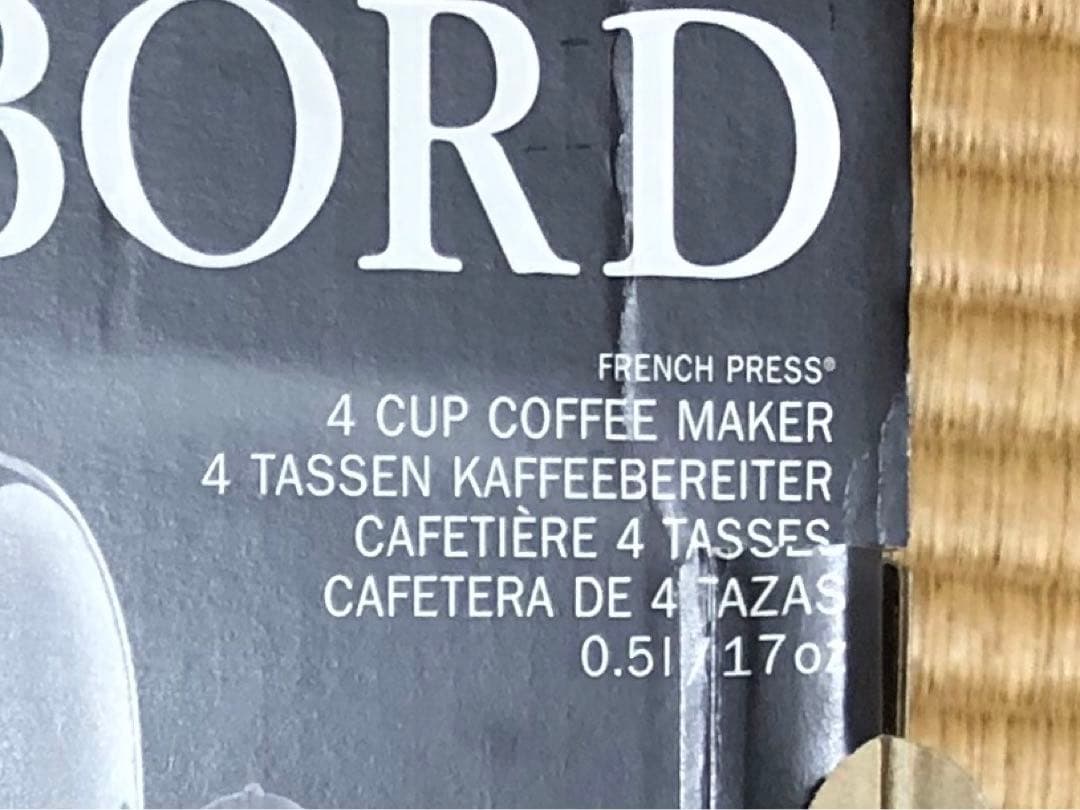 BORD
FRENCH PRESS®
4 CUP COFFEE MAKER
4 TASSEN KAFFEEBEREITER
CAFETIÈRE 4 TASSES
CAFETERA DE 4 TAZAS
0.5l / 17oz